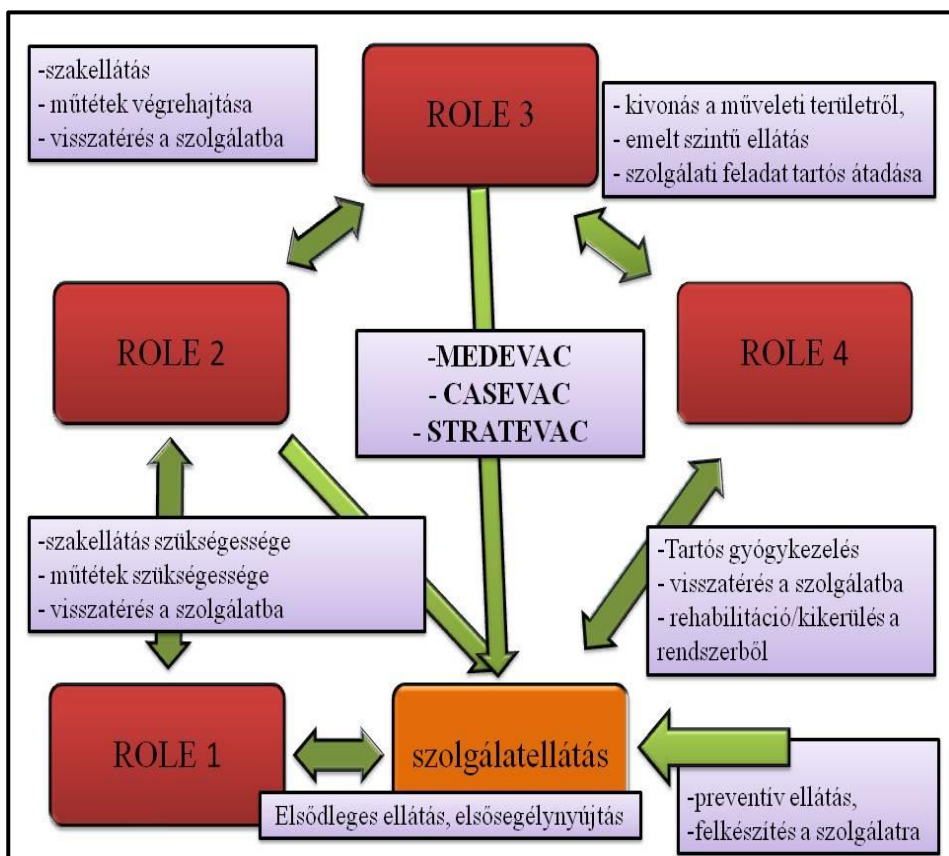 -szakellátás
- műtétek végrehajtása
- visszatérés a szolgálatba
ROLE 3
- kivonás a műveleti területről,
- emelt szintű ellátás
- szolgálati feladat tartós átadása
ROLE 2
-MEDEVAC
- CASEVAC
- STRATEVAC
ROLE 4
-szakellátás szükségessége
- műtétek szükségessége
- visszatérés a szolgálatba
-Tartós gyógykezelés
- visszatérés a szolgálatba
- rehabilitáció/kikerülés a
rendszerből
ROLE 1
szolgálatellátás
Elsődleges ellátás, elsősegélynyújtás
-preventív ellátás,
-felkészítés a szolgálatra